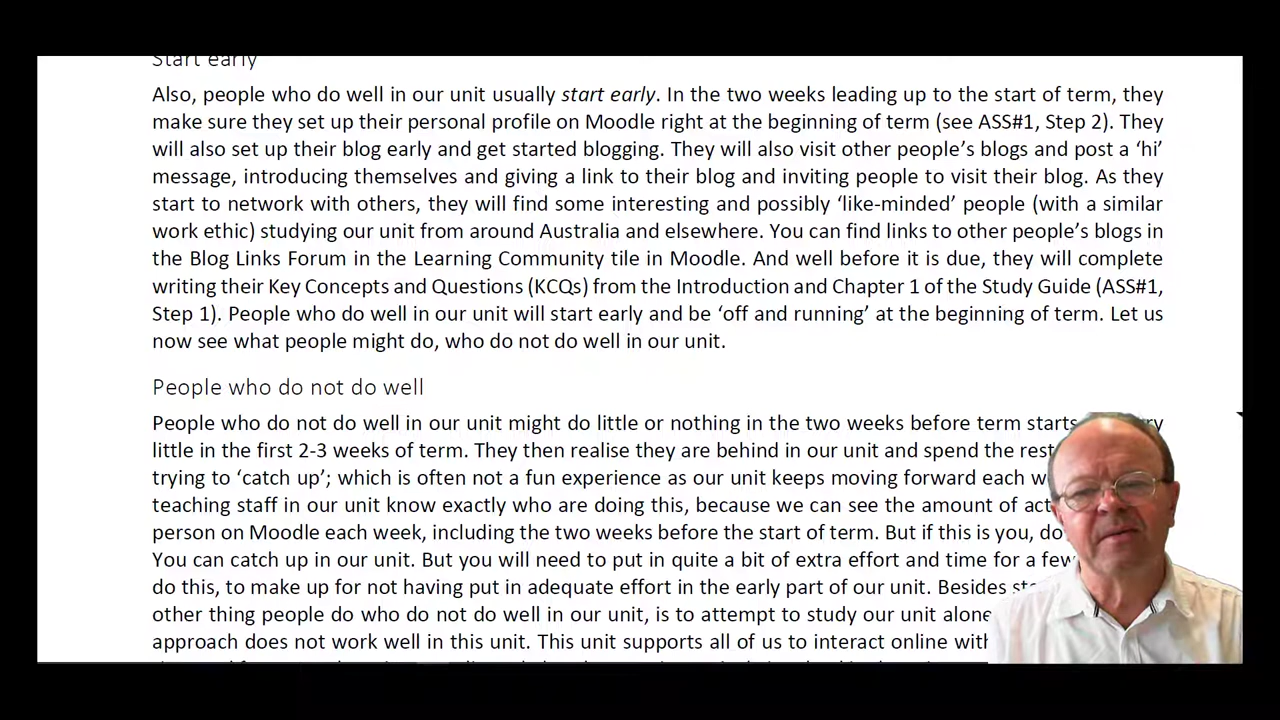 Start early
Also, people who do well in our unit usually start early. In the two weeks leading up to the start of term, they
make sure they set up their personal profile on Moodle right at the beginning of term (see ASS#1, Step 2). They
will also set up their blog early and get started blogging. They will also visit other people’s blogs and post a ‘hi’
message, introducing themselves and giving a link to their blog and inviting people to visit their blog. As they
start to network with others, they will find some interesting and possibly ‘like-minded’ people (with a similar
work ethic) studying our unit from around Australia and elsewhere. You can find links to other people’s blogs in
the Blog Links Forum in the Learning Community tile in Moodle. And well before it is due, they will complete
writing their Key Concepts and Questions (KCQs) from the Introduction and Chapter 1 of the Study Guide (ASS#1,
Step 1). People who do well in our unit will start early and be ‘off and running’ at the beginning of term. Let us
now see what people might do, who do not do well in our unit.
People who do not do well
People who do not do well in our unit might do little or nothing in the two weeks before term starts
little in the first 2-3 weeks of term. They then realise they are behind in our unit and spend the rest
trying to ‘catch up’; which is often not a fun experience as our unit keeps moving forward each
teaching staff in our unit know exactly who are doing this, because we can see the amount of
person on Moodle each week, including the two weeks before the start of term. But if this is you,
You can catch up in our unit. But you will need to put in quite a bit of extra effort and time for a few
do this, to make up for not having put in adequate effort in the early part of our unit. Besides
other thing people do who do not do well in our unit, is to attempt to study our unit alone
approach does not work well in this unit. This unit supports all of us to interact online with